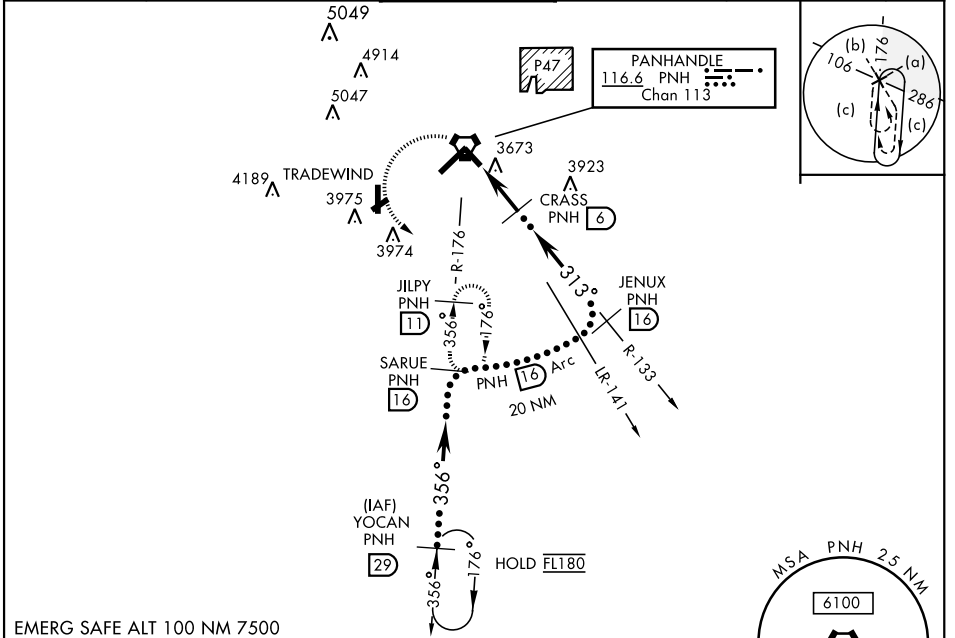 5049
4914
5047
P47
PANHANDLE
116.6 PNH
Chan 113
(b)
176
(a)
106
286
(c)
(c)
3673
3923
4189
TRADEWIND
3975
3974
CRASS
PNH 6
R-176
313°
JILPY
PNH
11
JENUX
PNH
16
356°
176°
R-133
SARUE
PNH
16
PNH 16 Arc
20 NM
LR-141
356°
(IAF)
YOCAN
PNH
29
356°
176°
HOLD FL180
MSA PNH 25 NM
6100
EMERG SAFE ALT 100 NM 7500